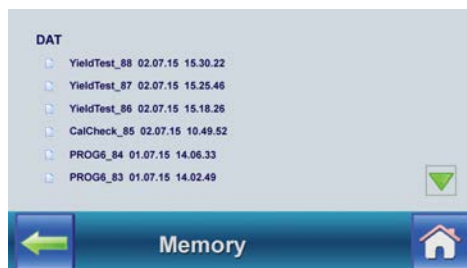 DAT
YieldTest_88 02.07.15 15.30.22
YieldTest_87 02.07.15 15.25.46
YieldTest_86 02.07.15 15.18.26
CalCheck_85 02.07.15 10.49.52
PROG6_84 01.07.15 14.06.33
PROG6_83 01.07.15 14.02.49
Memory